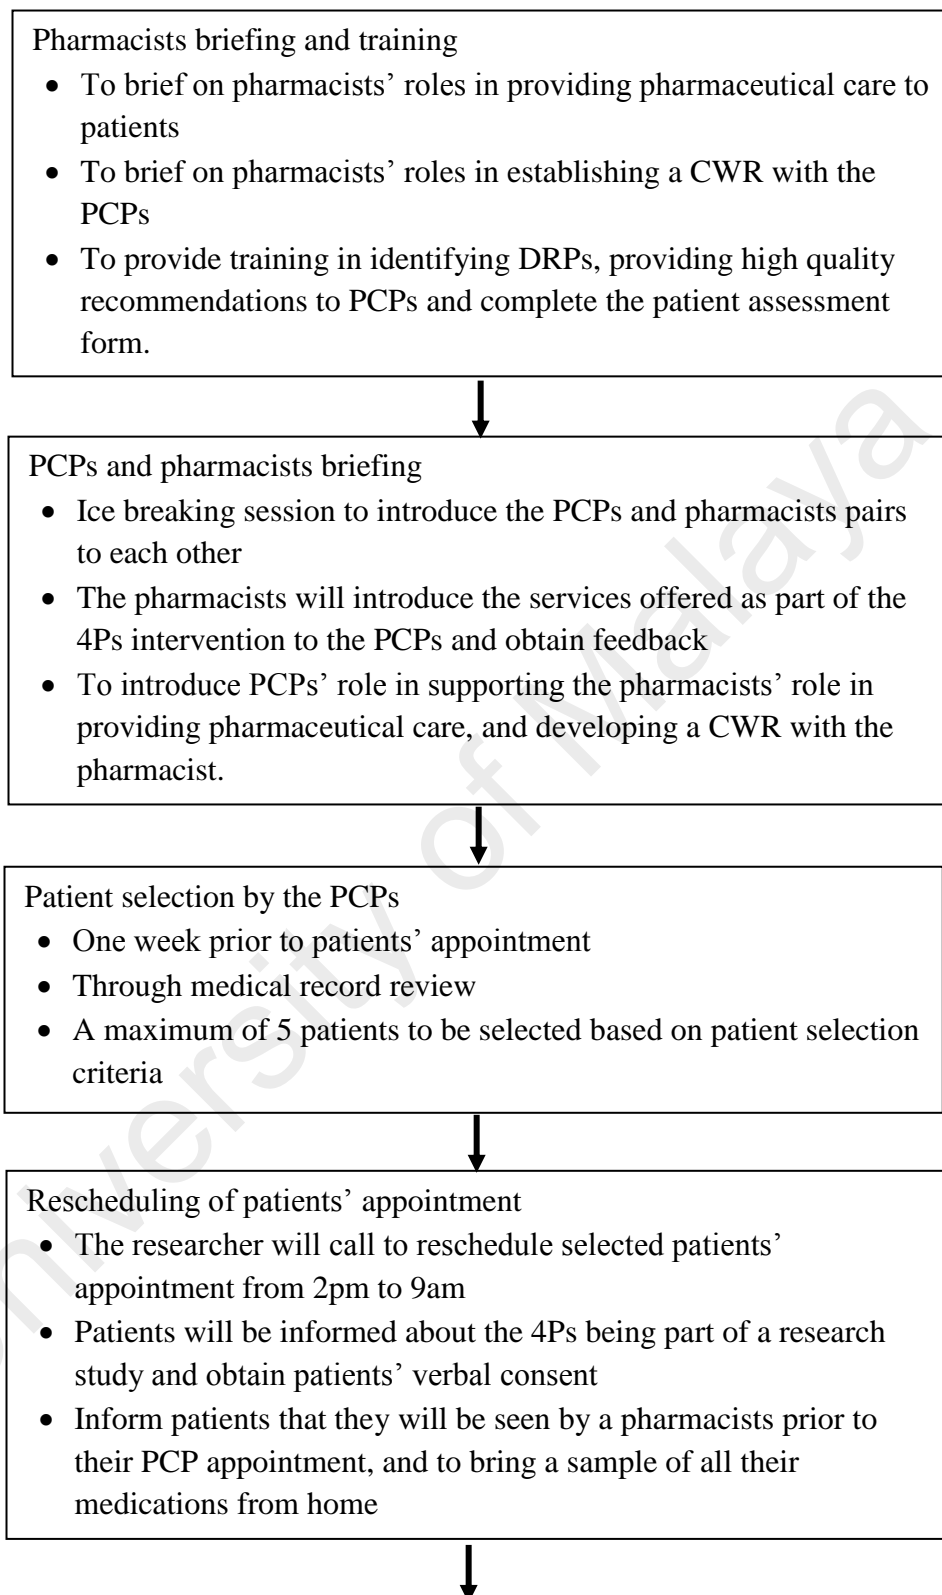 Pharmacists briefing and training
• To brief on pharmacists’ roles in providing pharmaceutical care to
patients
• To brief on pharmacists’ roles in establishing a CWR with the
PCPs
• To provide training in identifying DRPs, providing high quality
recommendations to PCPs and complete the patient assessment
form.
PCPs and pharmacists briefing
• Ice breaking session to introduce the PCPs and pharmacists pairs
to each other
• The pharmacists will introduce the services offered as part of the
4Ps intervention to the PCPs and obtain feedback
• To introduce PCPs’ role in supporting the pharmacists’ role in
providing pharmaceutical care, and developing a CWR with the
pharmacist.
Patient selection by the PCPs
• One week prior to patients’ appointment
• Through medical record review
• A maximum of 5 patients to be selected based on patient selection
criteria
Rescheduling of patients’ appointment
• The researcher will call to reschedule selected patients’
appointment from 2pm to 9am
• Patients will be informed about the 4Ps being part of a research
study and obtain patients’ verbal consent
• Inform patients that they will be seen by a pharmacists prior to
their PCP appointment, and to bring a sample of all their
medications from home
University of Malaya